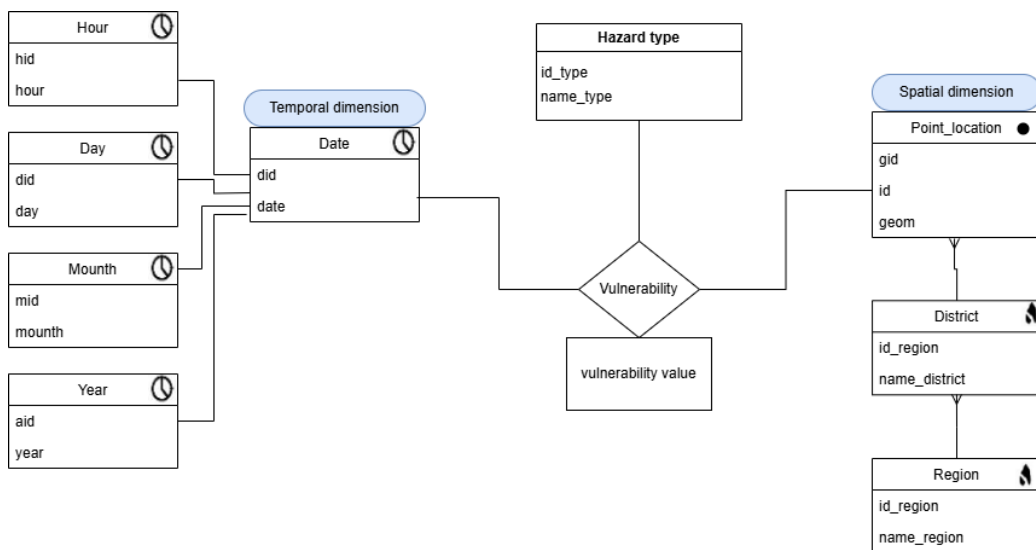 Hour
hid
hour
Day
did
day
Mounth
mid
mounth
Year
aid
year
Temporal dimension
Date
did
date
Hazard type
id_type
name_type
Vulnerability
vulnerability value
Spatial dimension
Point_location
gid
id
geom
District
id_region
name_district
Region
id_region
name_region